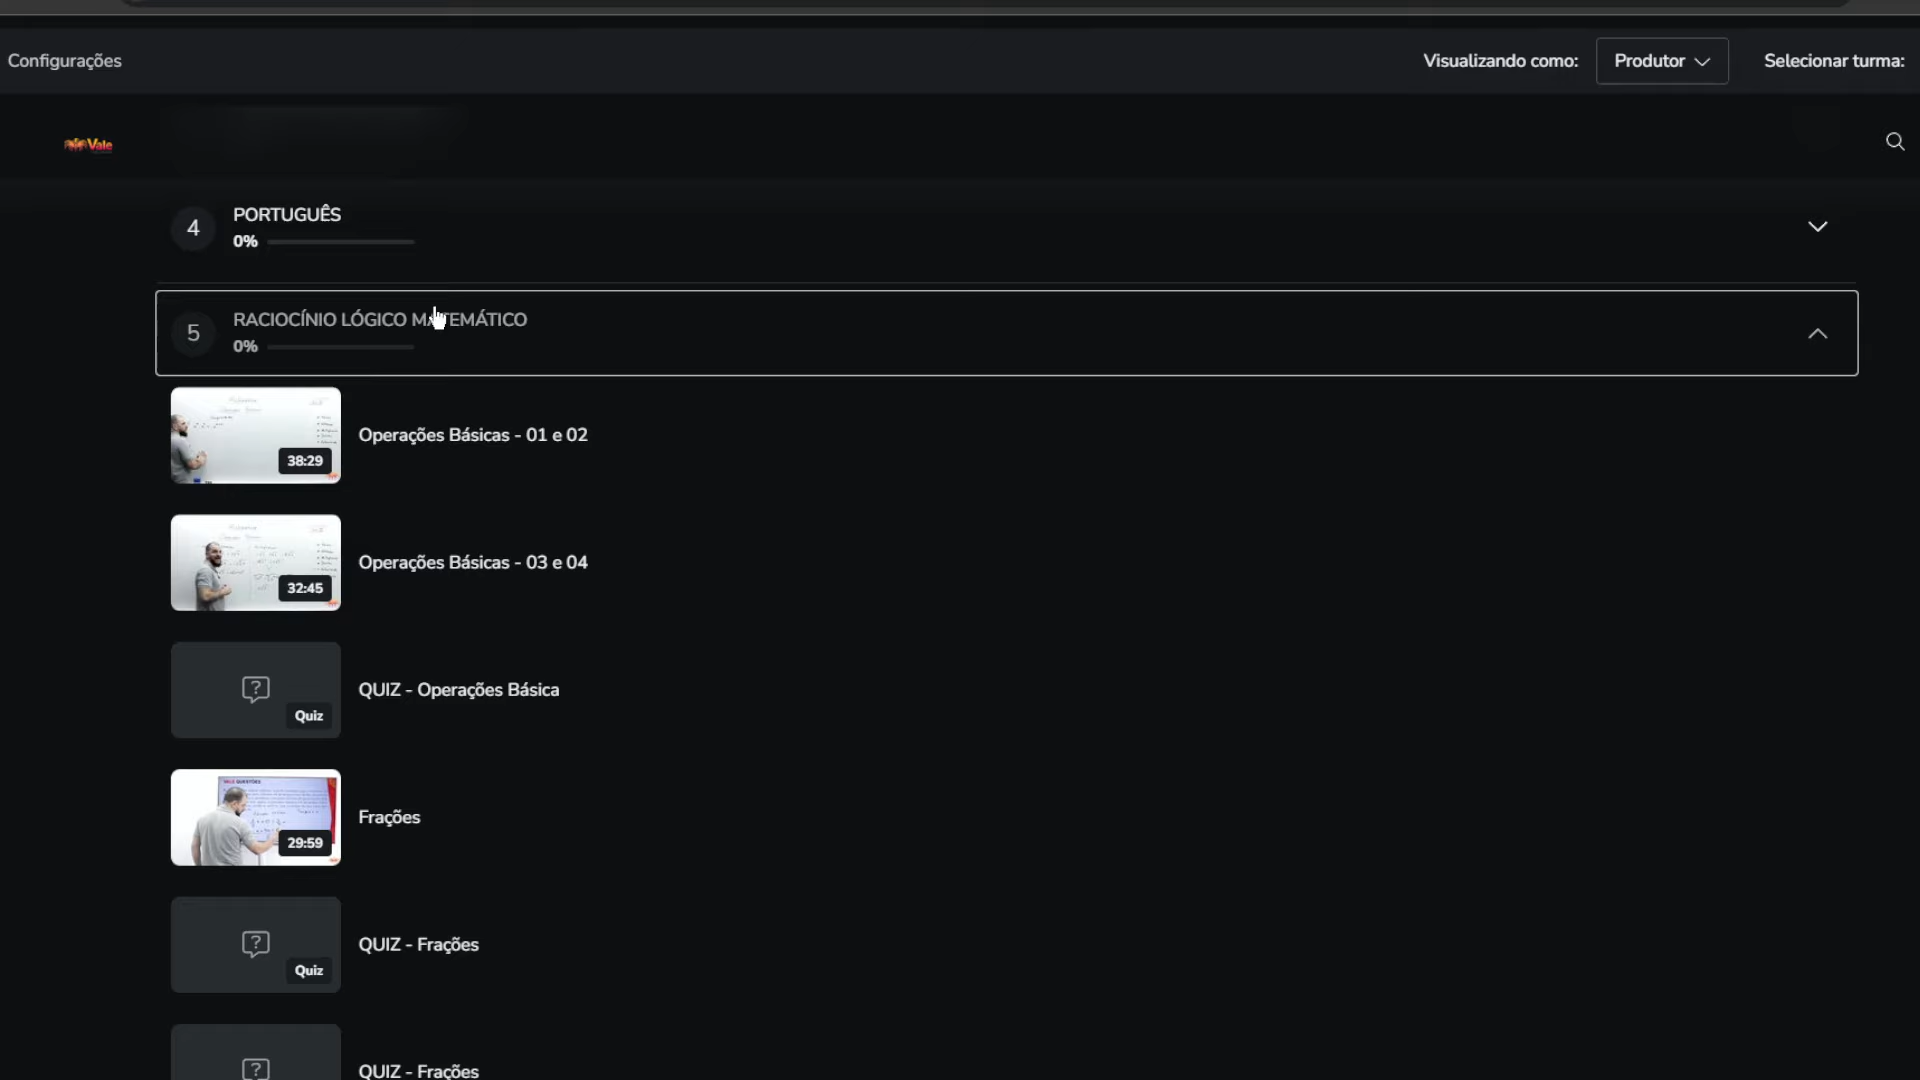 Configurações
Visualizando como:
Produtor
Selecionar turma:
Vale
4
PORTUGUÊS
0%
5
RACIOCÍNIO LÓGICO MATEMÁTICO
0%
38:29
Operações Básicas - 01 e 02
32:45
Operações Básicas - 03 e 04
Quiz
QUIZ - Operações Básica
29:59
Frações
Quiz
QUIZ - Frações
QUIZ - Frações